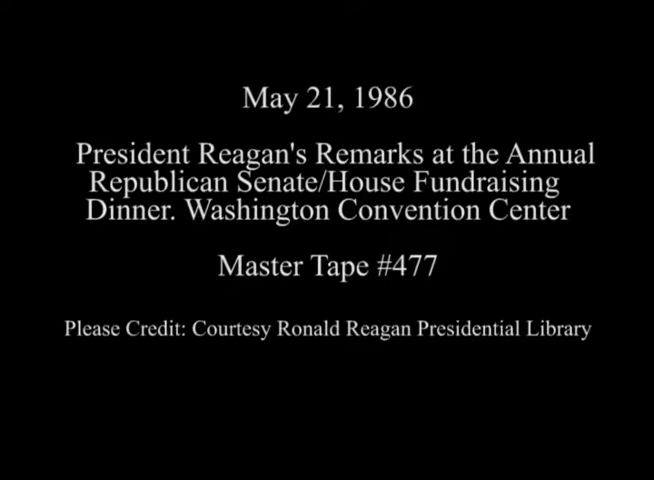 May 21, 1986
President Reagan's Remarks at the Annual
Republican Senate/House Fundraising
Dinner. Washington Convention Center
Master Tape #477
Please Credit: Courtesy Ronald Reagan Presidential Library